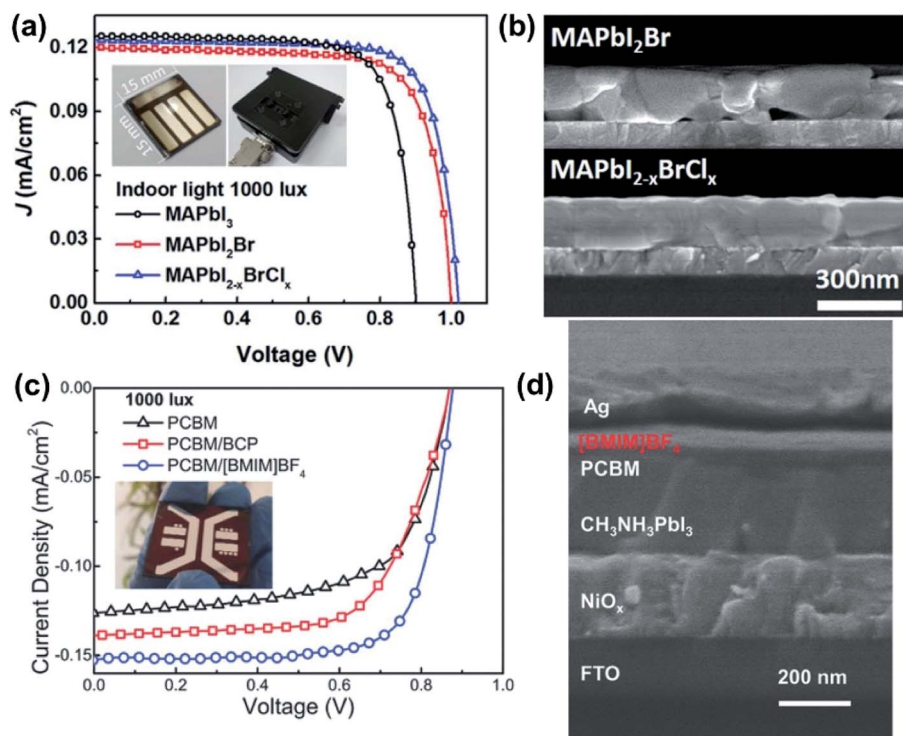 (a)
0.12
0.09
0.06
0.03
0.00
J (mA/cm²)
15 mm
15 mm
Indoor light 1000 lux
MAPbI₃
MAPbI₂Br
MAPbI₂₋ₓBrClₓ
0.0 0.2 0.4 0.6 0.8 1.0
Voltage (V)
(b)
MAPbI₂Br
MAPbI₂₋ₓBrClₓ
300nm
(c)
0.00
-0.05
-0.10
-0.15
Current Density (mA/cm²)
1000 lux
PCBM
PCBM/BCP
PCBM/[BMIM]BF₄
0.0 0.2 0.4 0.6 0.8 1.0
Voltage (V)
(d)
Ag
[BMIM]BF₄
PCBM
CH₃NH₃PbI₃
NiOₓ
FTO
200 nm